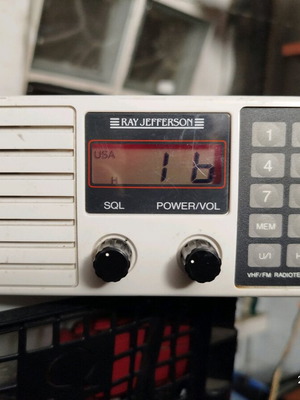 RAY JEFFERSON
USA
16
H
SQL POWER/VOL
1
4
7
MEM
U/I
VHF/FM RADIOTE